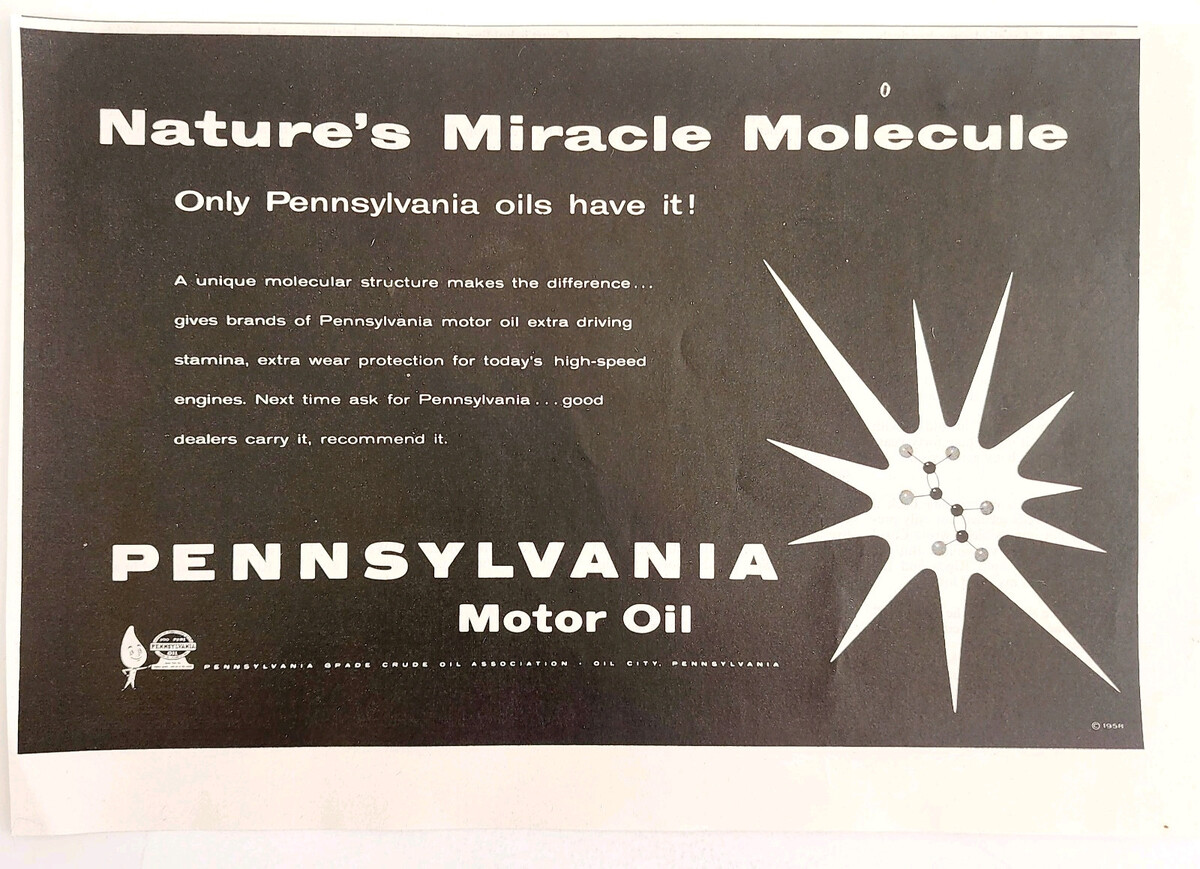 Nature's Miracle Molecule
Only Pennsylvania oils have it!
A unique molecular structure makes the difference...
gives brands of Pennsylvania motor oil extra driving
stamina, extra wear protection for today's high-speed
engines. Next time ask for Pennsylvania...good
dealers carry it, recommend it.
PENNSYLVANIA
Motor Oil
PENNSYLVANIA
OIL
PENNSYLVANIA GRADE CRUDE OIL ASSOCIATION · OIL CITY, PENNSYLVANIA
© 1958